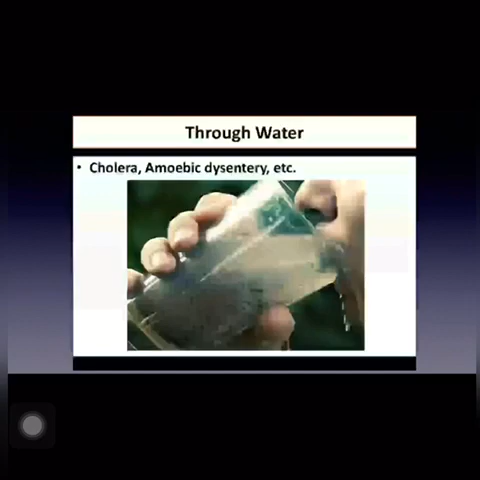 Through Water
• Cholera, Amoebic dysentery, etc.